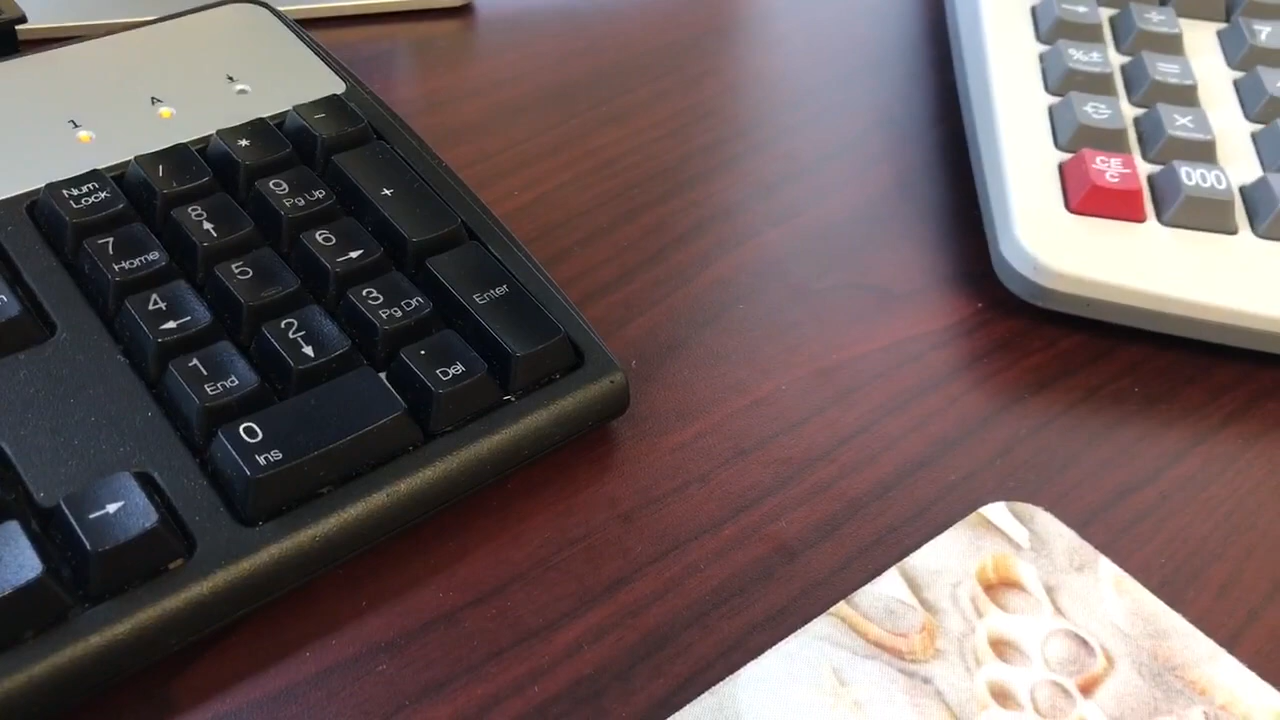 1
A
Num
Lock
/
*
-
7
Home
8
↑
9
Pg Up
+
4
←
5
6
→
1
End
2
↓
3
Pg Dn
Enter
0
Ins
.
Del
→
→
÷
7
%±
=
×
CE
C
000